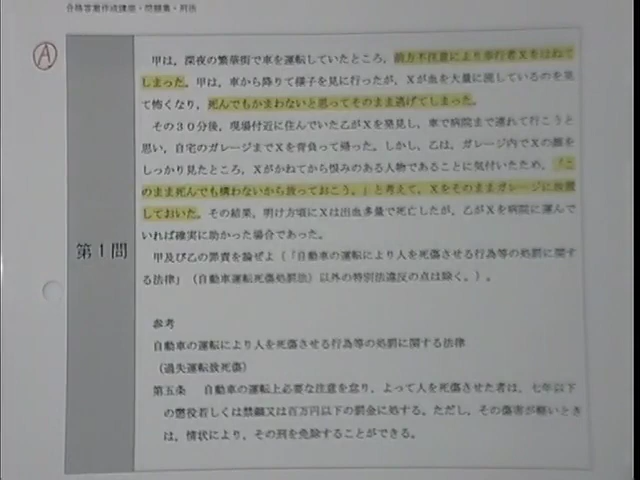 合格答案作成講座・問題集・刑法
A
甲は、深夜の繁華街で車を運転していたところ、前方不注意により歩行者Xをはねて
しまった。甲は、車から降りて様子を見に行ったが、Xが血を大量に流しているのを見
て怖くなり、死んでもかまわないと思ってそのまま逃げてしまった。
その30分後、現場付近に住んでいた乙がXを発見し、車で病院まで連れて行こうと
思い、自宅のガレージまでXを背負って帰った。しかし、乙は、ガレージ内でXの顔を
しっかり見たところ、Xがかねてから恨みのある人物であることに気付いたため、「こ
のまま死んでも構わないから放っておこう。」と考えて、Xをそのままガレージに放置
しておいた。その結果、明け方頃にXは出血多量で死亡したが、乙がXを病院に運んで
いれば確実に助かった場合であった。
第1問
甲及び乙の罪責を論ぜよ（「自動車の運転により人を死傷させる行為等の処罰に関す
る法律」（自動車運転死傷処罰法）以外の特別法違反の点は除く。）。
参考
自動車の運転により人を死傷させる行為等の処罰に関する法律
（過失運転致死傷）
第五条　自動車の運転上必要な注意を怠り、よって人を死傷させた者は、七年以下
の懲役若しくは禁錮又は百万円以下の罰金に処する。ただし、その傷害が軽いとき
は、情状により、その刑を免除することができる。